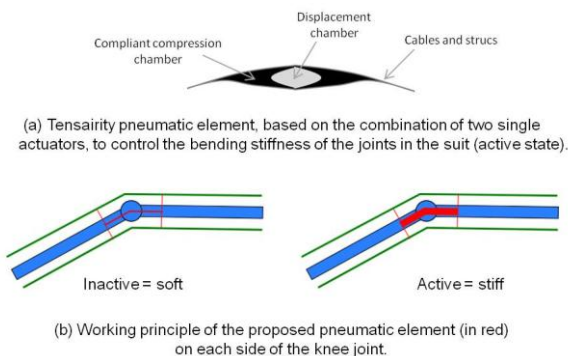 Displacement
chamber
Compliant compression
chamber
Cables and strucs
(a) Tensairity pneumatic element, based on the combination of two single
actuators, to control the bending stiffness of the joints in the suit (active state).
Inactive = soft
Active = stiff
(b) Working principle of the proposed pneumatic element (in red)
on each side of the knee joint.